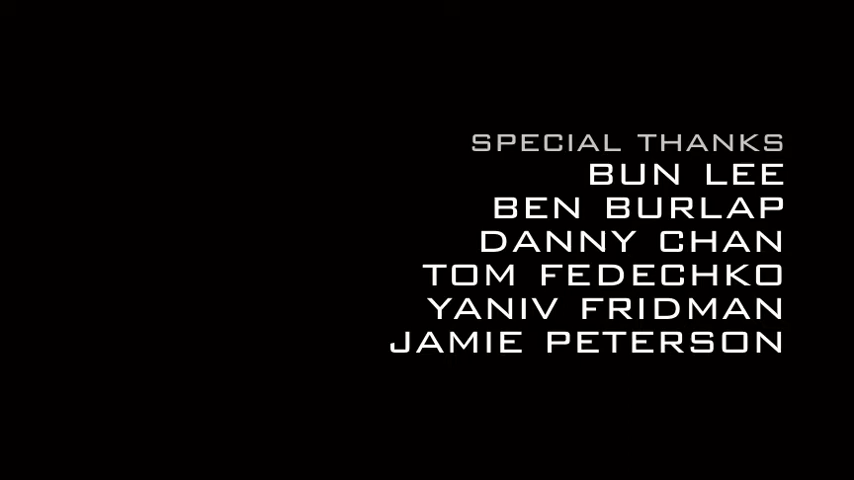 SPECIAL THANKS
BUN LEE
BEN BURLAP
DANNY CHAN
TOM FEDECHKO
YANIV FRIDMAN
JAMIE PETERSON